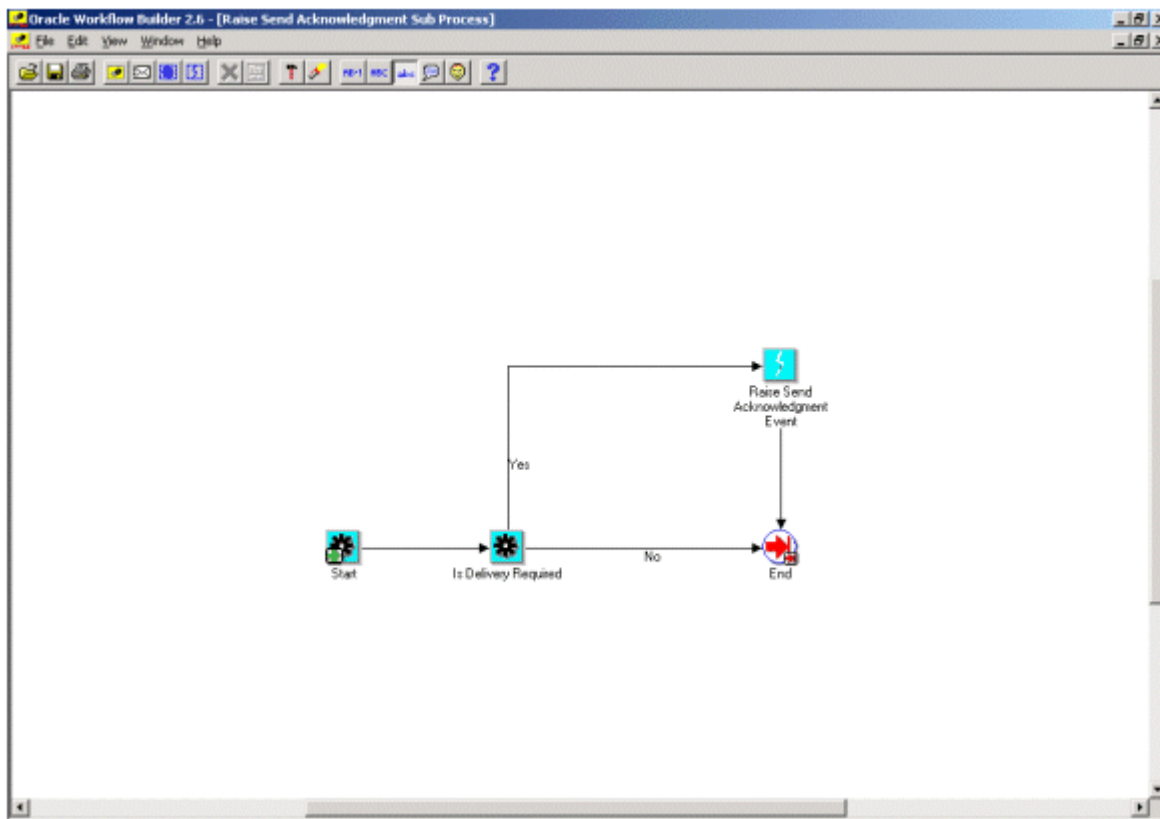 Oracle Workflow Builder 2.6 - [Raise Send Acknowledgment Sub Process]
File Edit View Window Help
Raise Send
Acknowledgment
Event
Yes
No
Start
Is Delivery Required
End